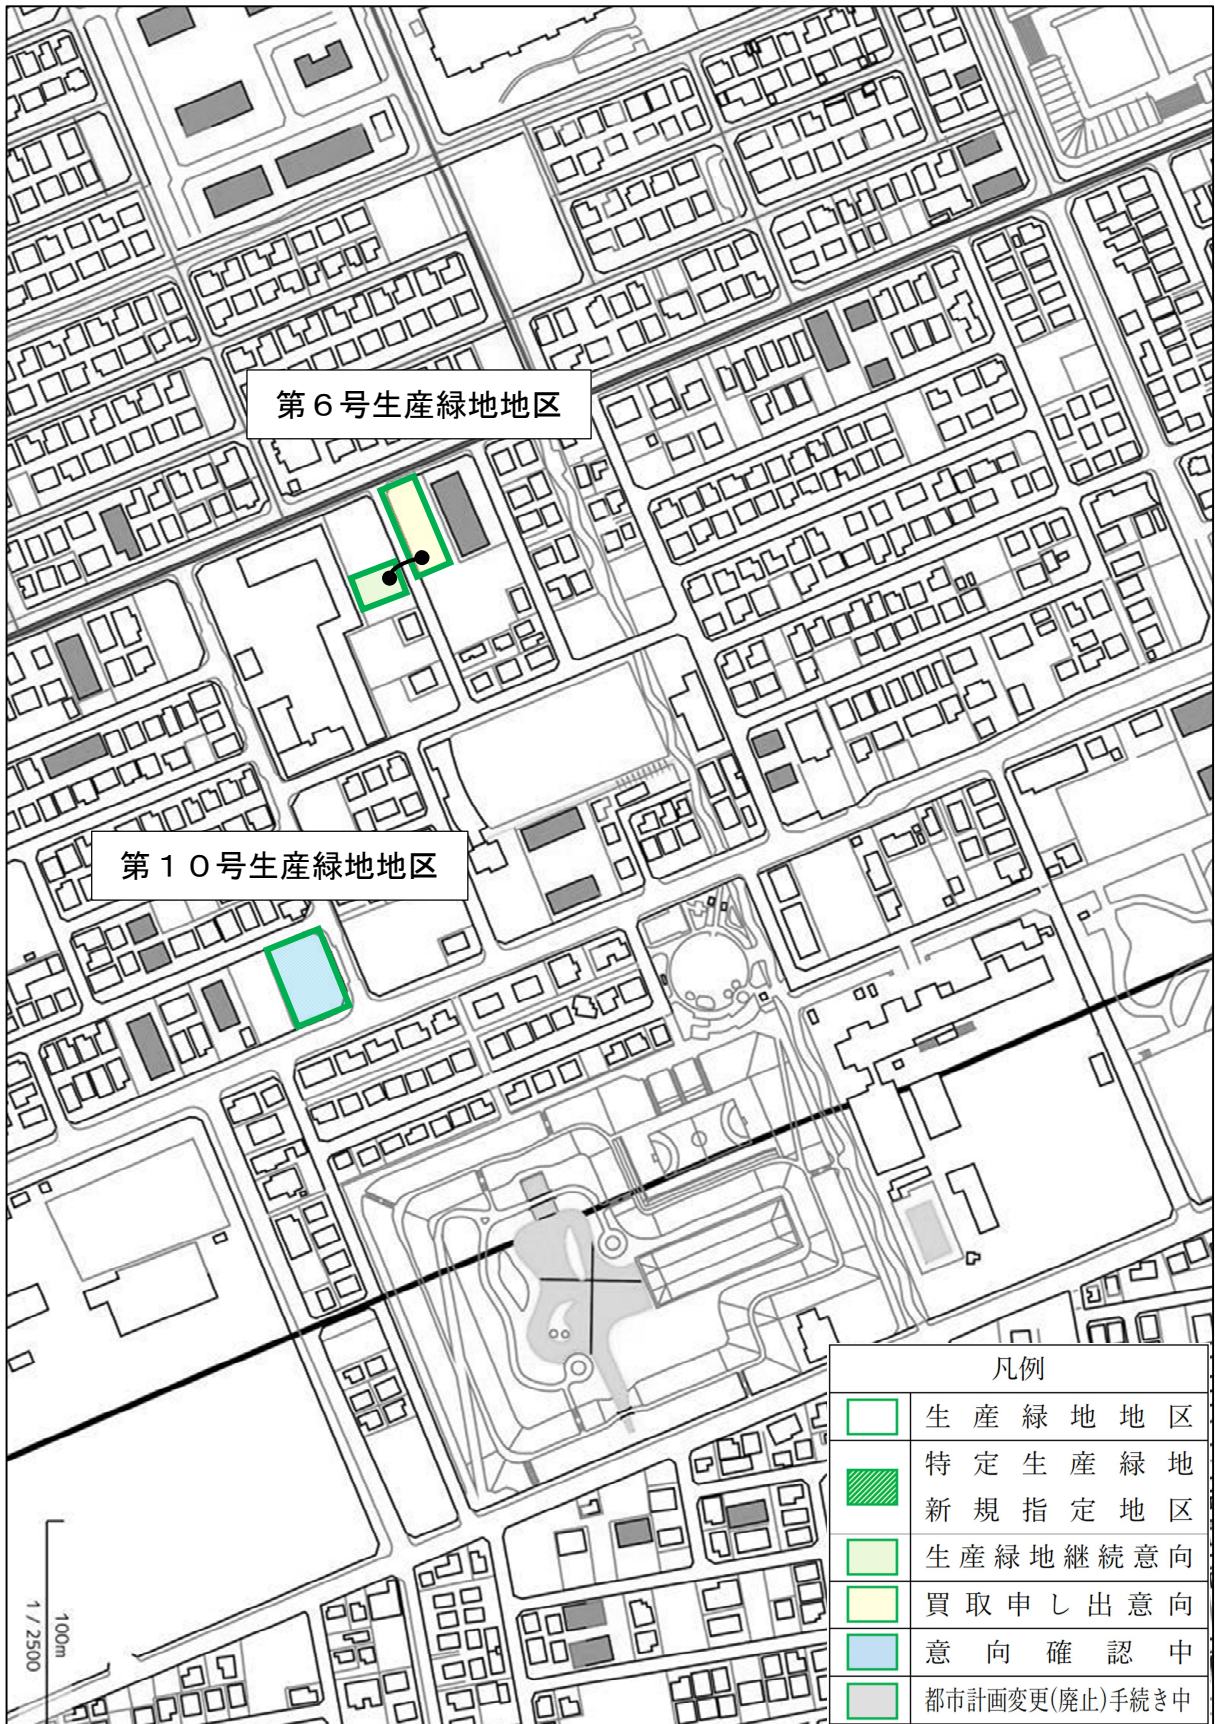 第６号生産緑地地区
第１０号生産緑地地区
凡例
生産緑地地区
特定生産緑地
新規指定地区
生産緑地継続意向
買取申し出意向
意向確認中
都市計画変更(廃止)手続き中
100m
1 / 2500